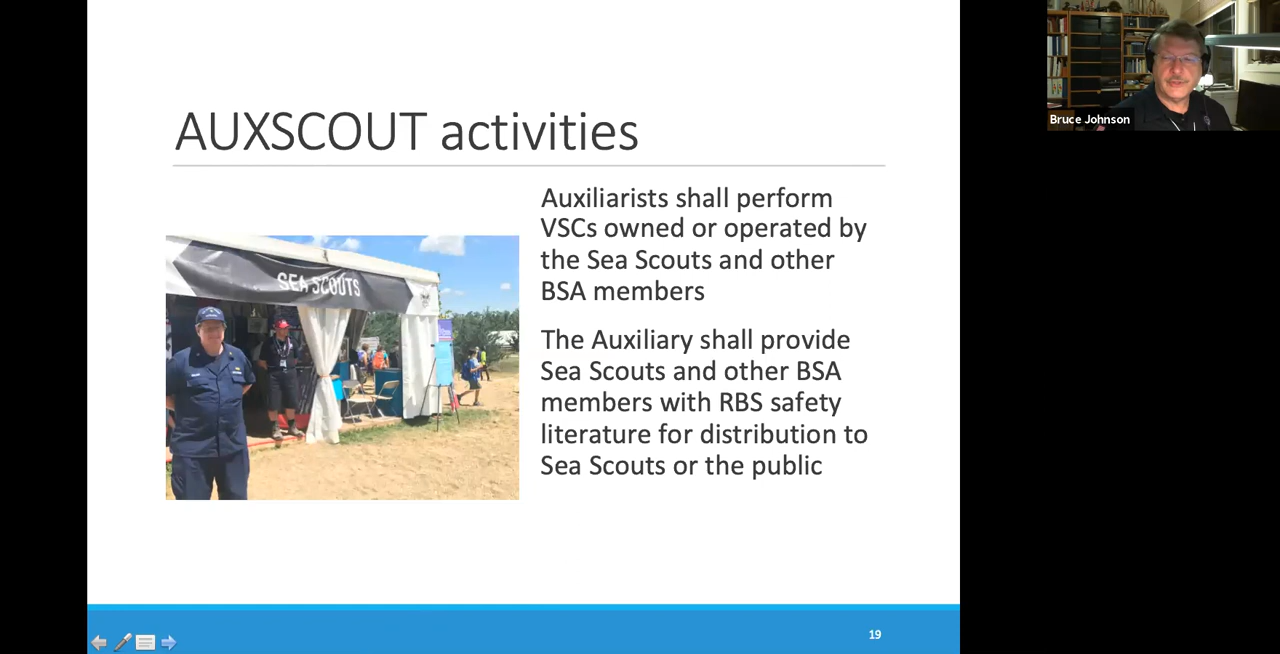 AUXSCOUT activities
Auxiliarists shall perform
VSCs owned or operated by
the Sea Scouts and other
BSA members
The Auxiliary shall provide
Sea Scouts and other BSA
members with RBS safety
literature for distribution to
Sea Scouts or the public
SEA SCOUTS
19
Bruce Johnson